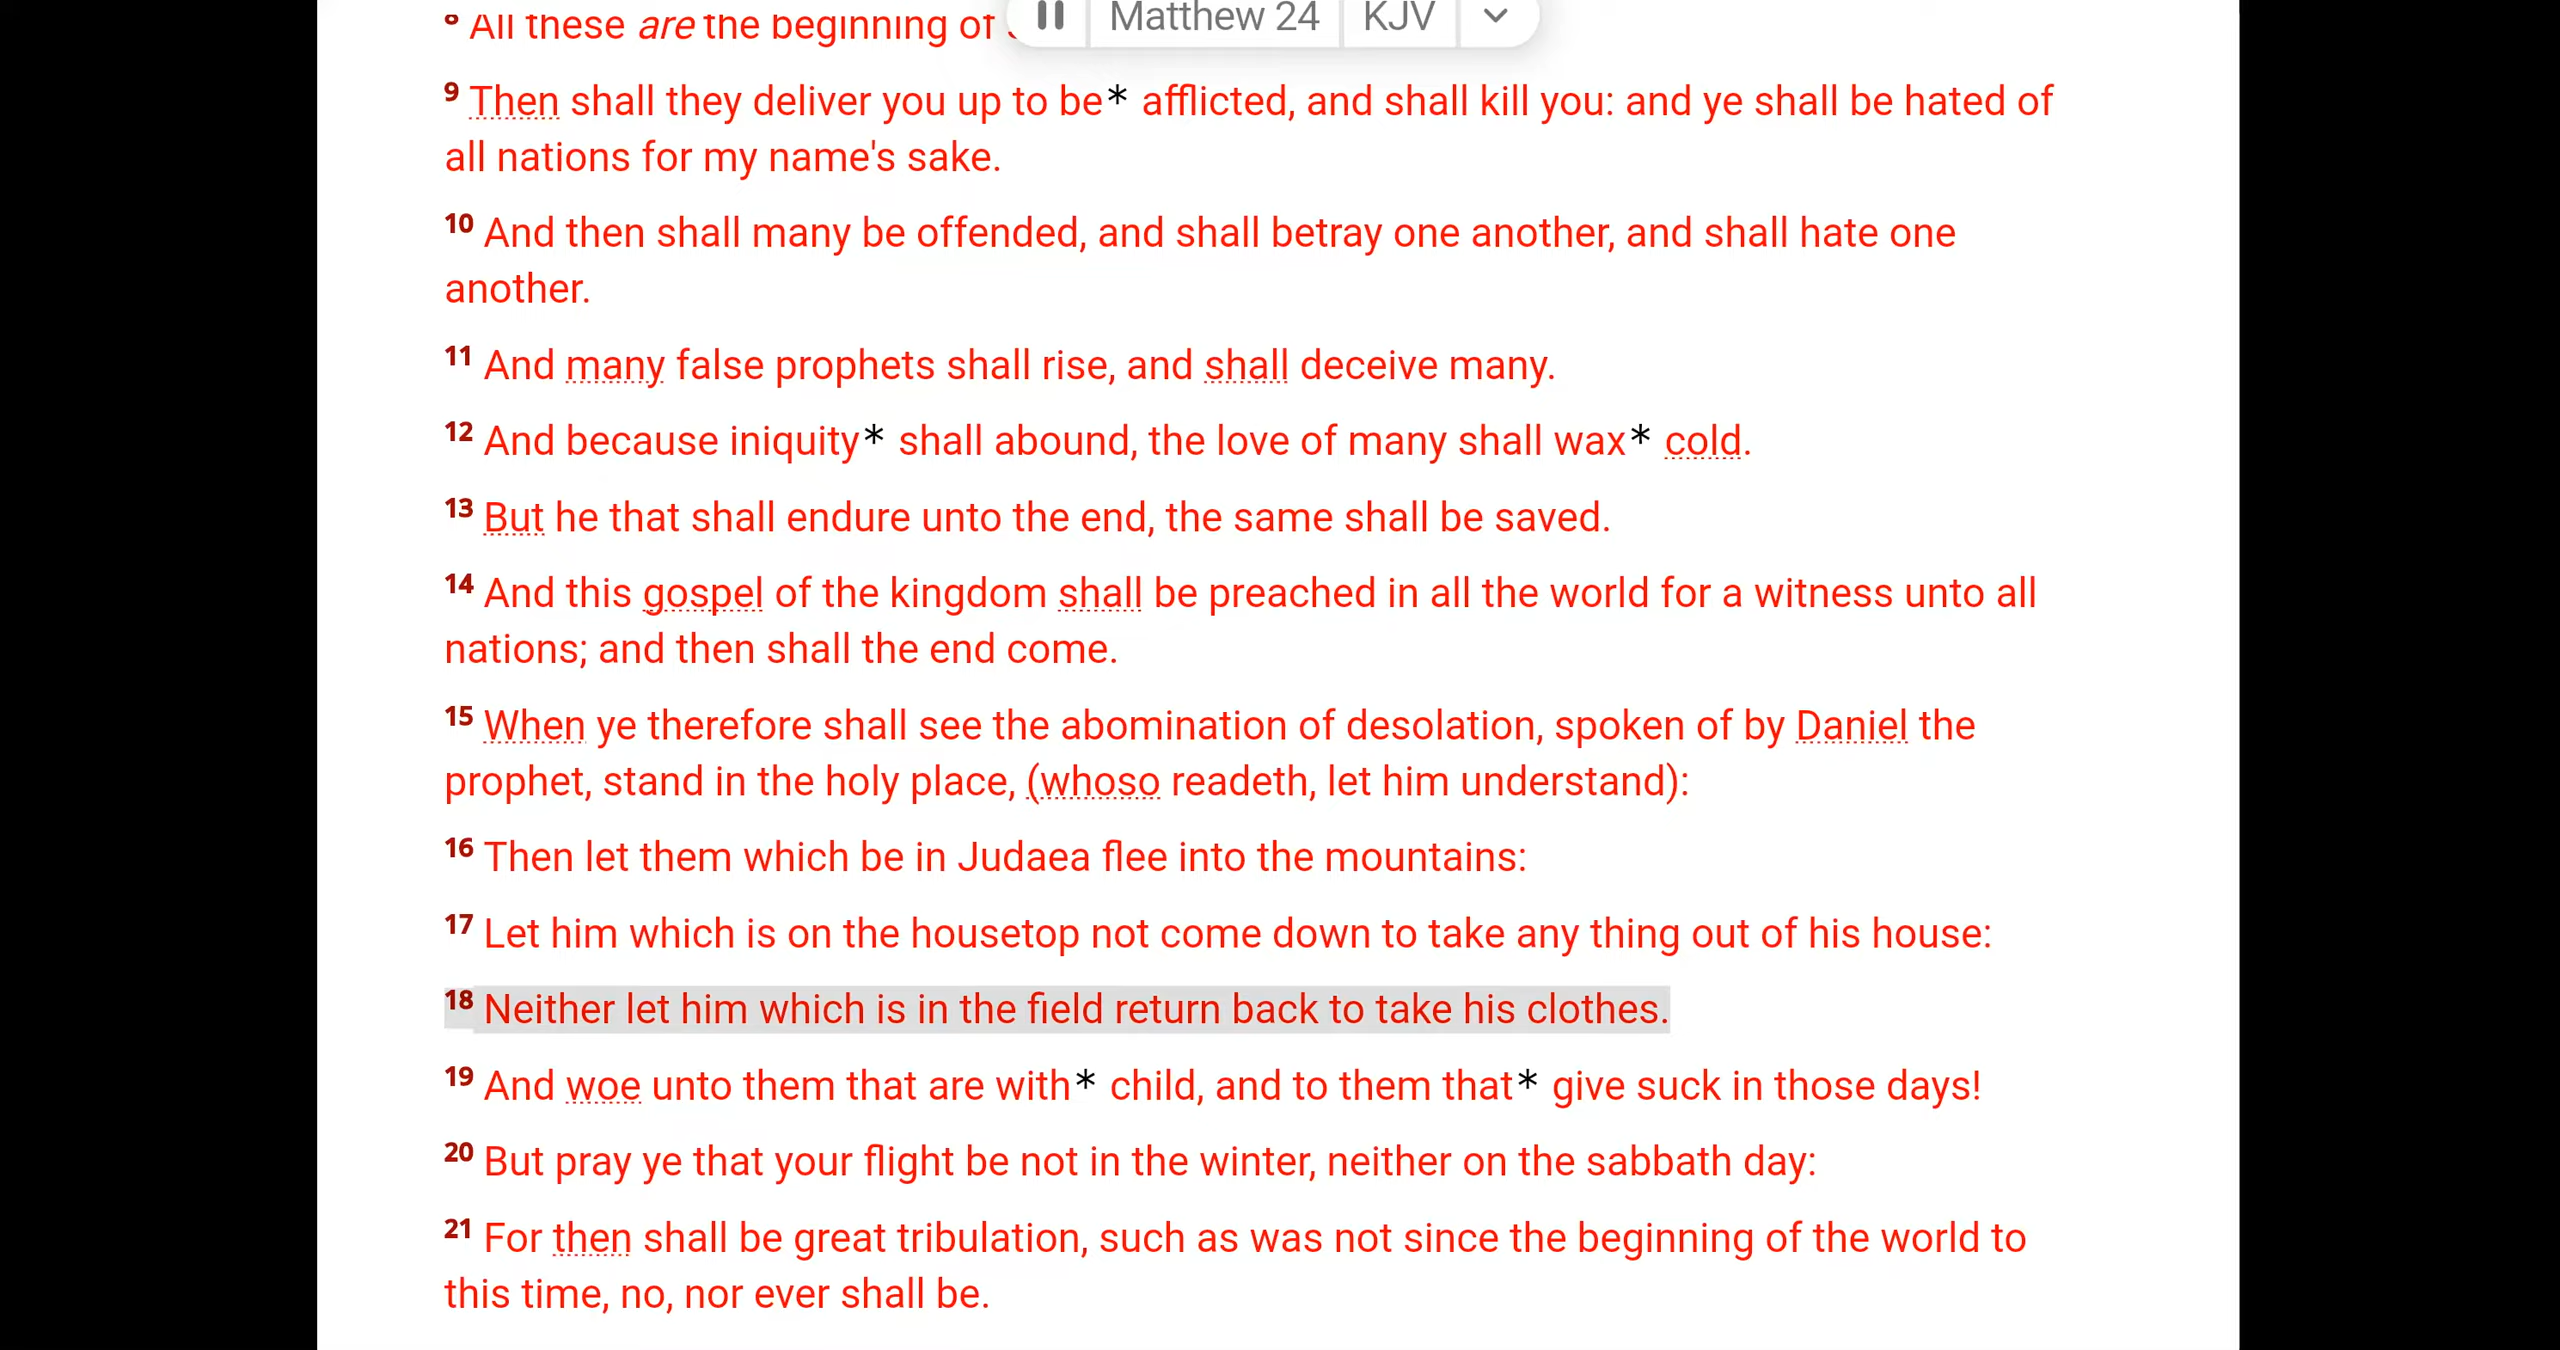 8 All these are the beginning of
Matthew 24 KJV
9 Then shall they deliver you up to be* afflicted, and shall kill you: and ye shall be hated of
all nations for my name's sake.
10 And then shall many be offended, and shall betray one another, and shall hate one
another.
11 And many false prophets shall rise, and shall deceive many.
12 And because iniquity* shall abound, the love of many shall wax* cold.
13 But he that shall endure unto the end, the same shall be saved.
14 And this gospel of the kingdom shall be preached in all the world for a witness unto all
nations; and then shall the end come.
15 When ye therefore shall see the abomination of desolation, spoken of by Daniel the
prophet, stand in the holy place, (whoso readeth, let him understand):
16 Then let them which be in Judaea flee into the mountains:
17 Let him which is on the housetop not come down to take any thing out of his house:
18 Neither let him which is in the field return back to take his clothes.
19 And woe unto them that are with* child, and to them that* give suck in those days!
20 But pray ye that your flight be not in the winter, neither on the sabbath day:
21 For then shall be great tribulation, such as was not since the beginning of the world to
this time, no, nor ever shall be.